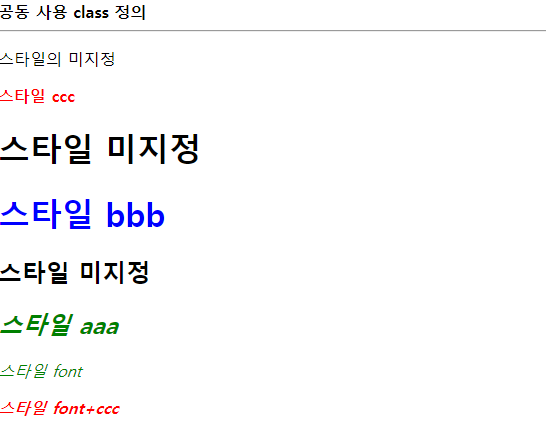 공동 사용 class 정의
스타일의 미지정
스타일 ccc
스타일 미지정
스타일 bbb
스타일 미지정
스타일 aaa
스타일 font
스타일 font+ccc